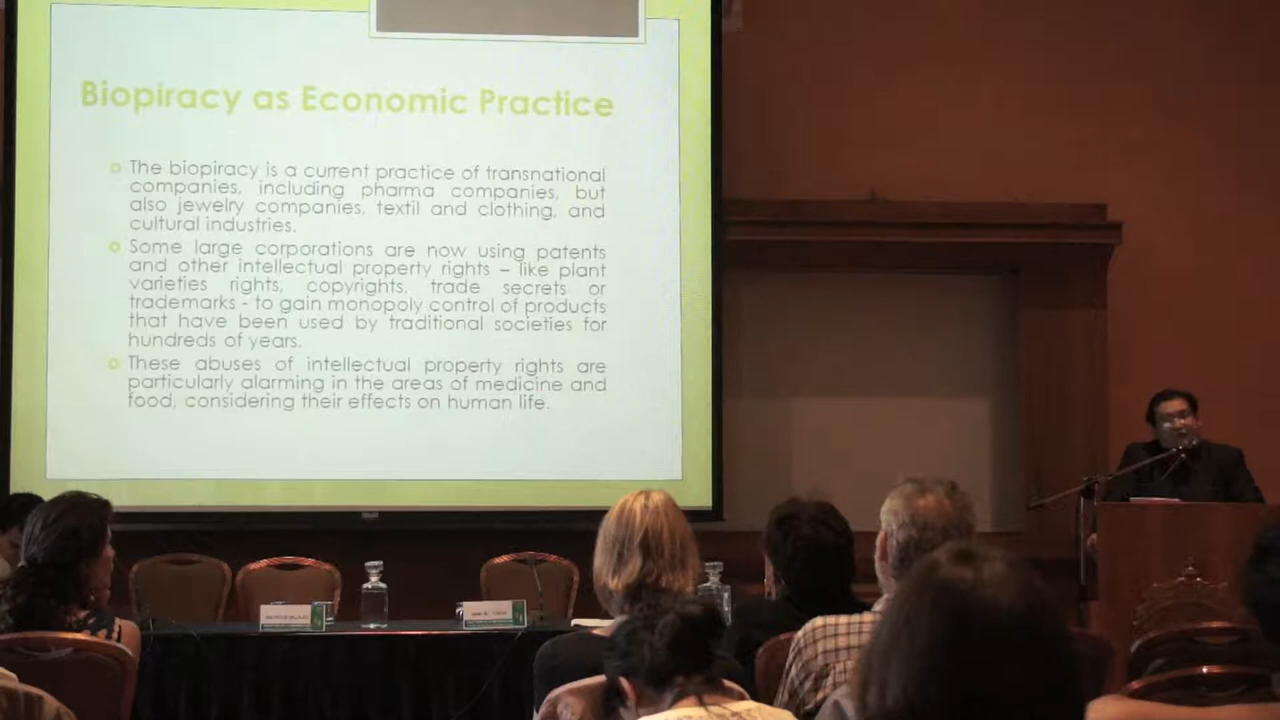 Biopiracy as Economic Practice
The biopiracy is a current practice of transnational
companies, including pharma companies, but
also jewelry companies, textil and clothing, and
cultural industries.
Some large corporations are now using patents
and other intellectual property rights – like plant
varieties rights, copyrights, trade secrets or
trademarks - to gain monopoly control of products
that have been used by traditional societies for
hundreds of years.
These abuses of intellectual property rights are
particularly alarming in the areas of medicine and
food, considering their effects on human life.